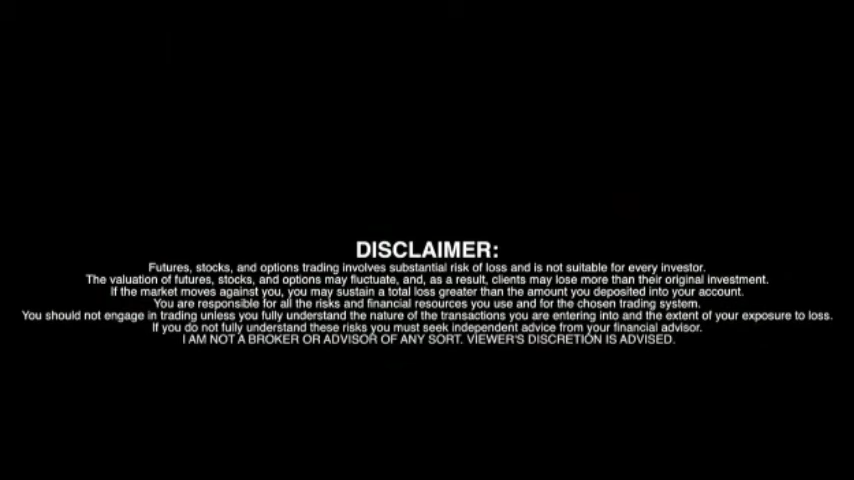 DISCLAIMER:
Futures, stocks, and options trading involves substantial risk of loss and is not suitable for every investor.
The valuation of futures, stocks, and options may fluctuate, and, as a result, clients may lose more than their original investment.
If the market moves against you, you may sustain a total loss greater than the amount you deposited into your account.
You are responsible for all the risks and financial resources you use and for the chosen trading system.
You should not engage in trading unless you fully understand the nature of the transactions you are entering into and the extent of your exposure to loss.
If you do not fully understand these risks you must seek independent advice from your financial advisor.
I AM NOT A BROKER OR ADVISOR OF ANY SORT. VIEWER'S DISCRETION IS ADVISED.